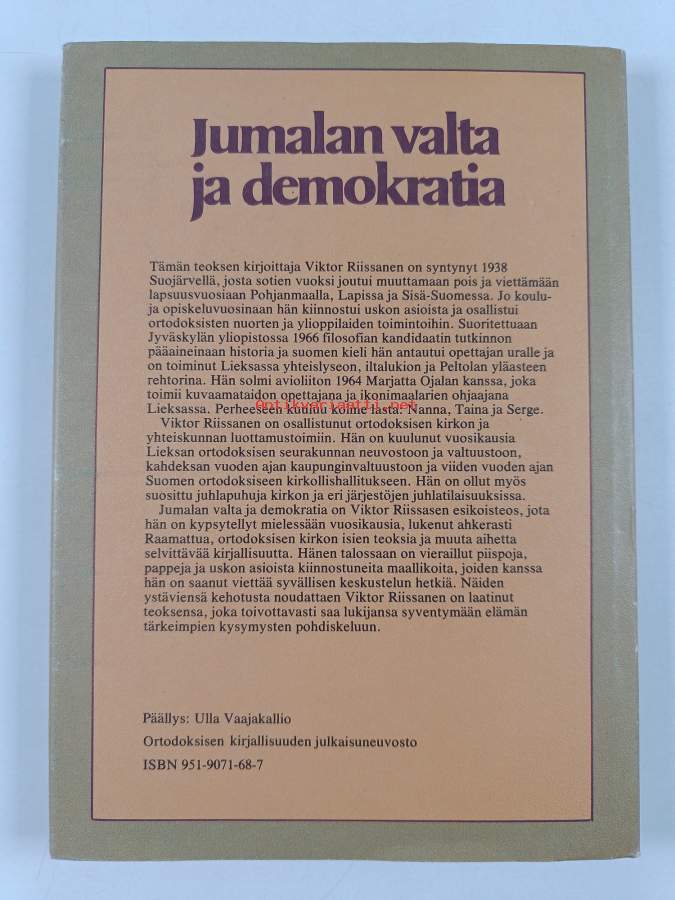 Jumalan valta
ja demokratia
Tämän teoksen kirjoittaja Viktor Riissanen on syntynyt 1938
Suojärvellä, josta sotien vuoksi joutui muuttamaan pois ja viettämään
lapsuusvuosiaan Pohjanmaalla, Lapissa ja Sisä-Suomessa. Jo koulu-
ja opiskeluvuosinaan hän kiinnostui uskon asioista ja osallistui
ortodoksisten nuorten ja ylioppilaiden toimintoihin. Suoritettuaan
Jyväskylän yliopistossa 1966 filosofian kandidaatin tutkinnon
pääaineinaan historia ja suomen kieli hän antautui opettajan uralle ja
on toiminut Lieksassa yhteislyseon, iltalukion ja Peltolan yläasteen
rehtorina. Hän solmi avioliiton 1964 Marjatta Ojalan kanssa, joka
toimii kuvaamataidon opettajana ja ikonimaalarien ohjaajana
Lieksassa. Perheeseen kuuluu kolme lasta: Nanna, Taina ja Serge.
Antikvariaatti.net
Viktor Riissanen on osallistunut ortodoksisen kirkon ja
yhteiskunnan luottamustoimiin. Hän on kuulunut vuosikausia
Lieksan ortodoksisen seurakunnan neuvostoon ja valtuustoon,
kahdeksan vuoden ajan kaupunginvaltuustoon ja viiden vuoden ajan
Suomen ortodoksiseen kirkollishallitukseen. Hän on ollut myös
suosittu juhlapuhuja kirkon ja eri järjestöjen juhlatilaisuuksissa.
Jumalan valta ja demokratia on Viktor Riissasen esikoisteos, jota
hän on kypsytellyt mielessään vuosikausia, lukenut ahkerasti
Raamattua, ortodoksisen kirkon isien teoksia ja muuta aihetta
selvittävää kirjallisuutta. Hänen talossaan on vieraillut piispoja,
pappeja ja uskon asioista kiinnostuneita maallikoita, joiden kanssa
hän on saanut viettää syvällisen keskustelun hetkiä. Näiden
ystäviensä kehotusta noudattaen Viktor Riissanen on laatinut
teoksensa, joka toivottavasti saa lukijansa syventymään elämän
tärkeimpien kysymysten pohdiskeluun.
Päällys: Ulla Vaajakallio
Ortodoksisen kirjallisuuden julkaisuneuvosto
ISBN 951-9071-68-7